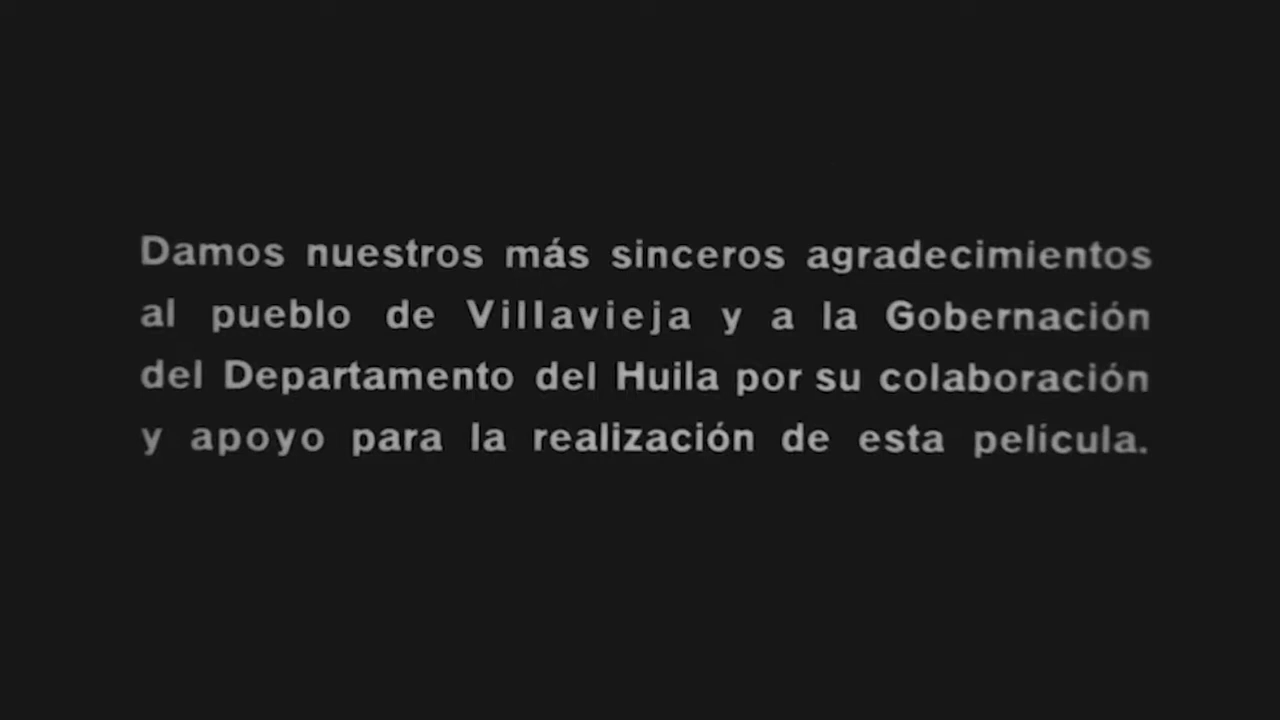 Damos nuestros más sinceros agradecimientos
al pueblo de Villavieja y a la Gobernación
del Departamento del Huila por su colaboración
y apoyo para la realización de esta película.